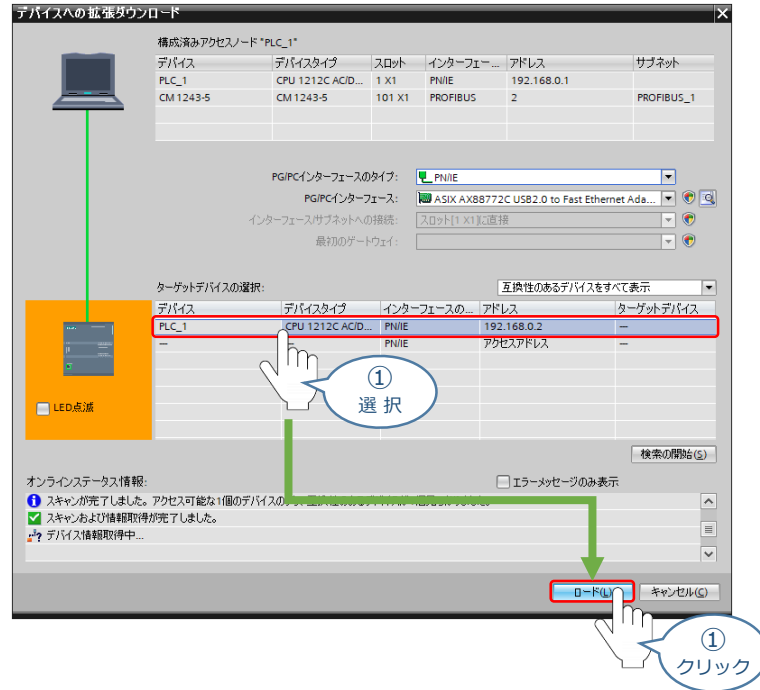 デバイスへの拡張ダウンロード
構成済みアクセスノード "PLC_1"
デバイス デバイスタイプ スロット インターフェー... アドレス サブネット
PLC_1 CPU 1212C AC/D... 1 X1 PN/IE 192.168.0.1
CM 1243-5 CM 1243-5 101 X1 PROFIBUS 2 PROFIBUS_1
PG/PCインターフェースのタイプ: PN/IE
PG/PCインターフェース: ASIX AX88772C USB2.0 to Fast Ethernet Ada...
インターフェース/サブネットへの接続: スロット[1 X1]に直接
最初のゲートウェイ:
ターゲットデバイスの選択: 互換性のあるデバイスをすべて表示
デバイス デバイスタイプ インターフェースの... アドレス ターゲットデバイス
PLC_1 CPU 1212C AC/D... PN/IE 192.168.0.2 —
— — PN/IE アクセスアドレス —
①
選 択
LED点滅
検索の開始(S)
オンラインステータス情報: エラーメッセージのみ表示
スキャンが完了しました。アクセス可能な1個のデバイスの
スキャンおよび情報取得が完了しました。
デバイス情報取得中...
ロード(L) キャンセル(C)
①
クリック